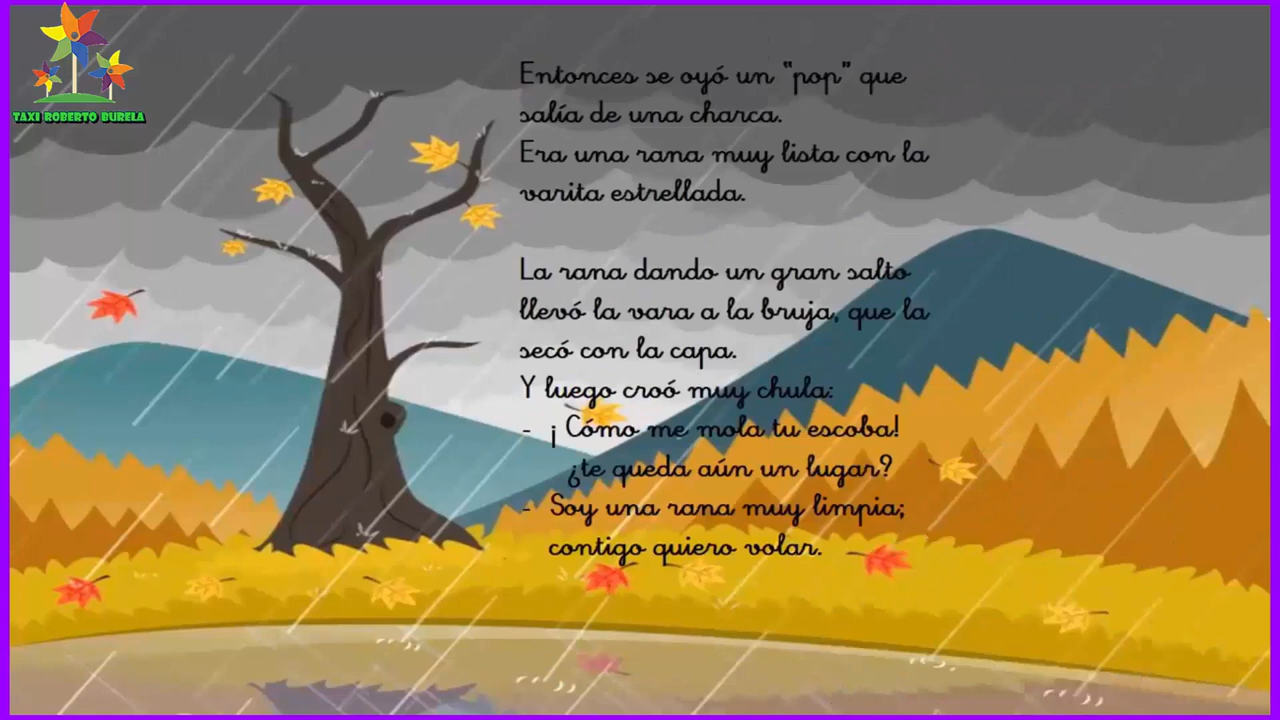 TAXI ROBERTO BURELA
Entonces se oyó un "pop" que
salía de una charca.
Era una rana muy lista con la
varita estrellada.
La rana dando un gran salto
llevó la vara a la bruja, que la
secó con la capa.
Y luego croó muy chula:
- ¡ Cómo me mola tu escoba!
¿te queda aún un lugar?
- Soy una rana muy limpia;
contigo quiero volar.